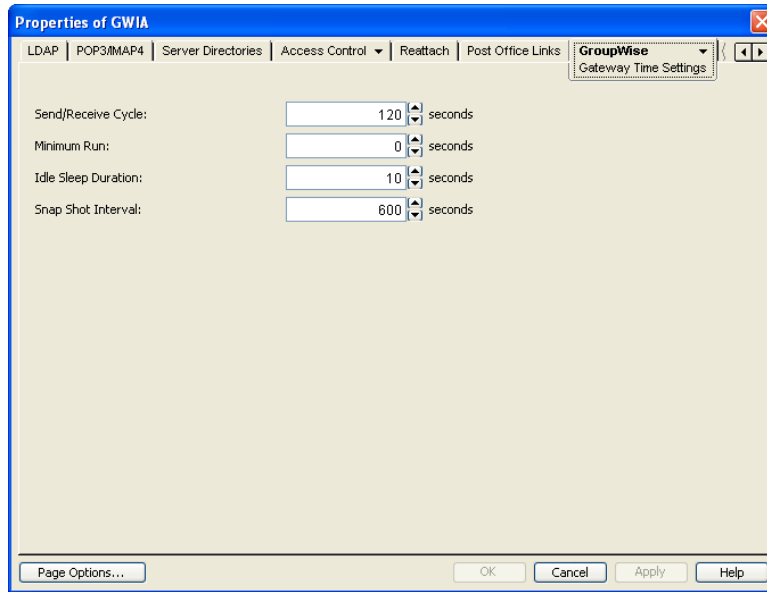 Properties of GWIA
LDAP POP3/IMAP4 Server Directories Access Control Reattach Post Office Links GroupWise
Gateway Time Settings
Send/Receive Cycle: 120 seconds
Minimum Run: 0 seconds
Idle Sleep Duration: 10 seconds
Snap Shot Interval: 600 seconds
Page Options... OK Cancel Apply Help